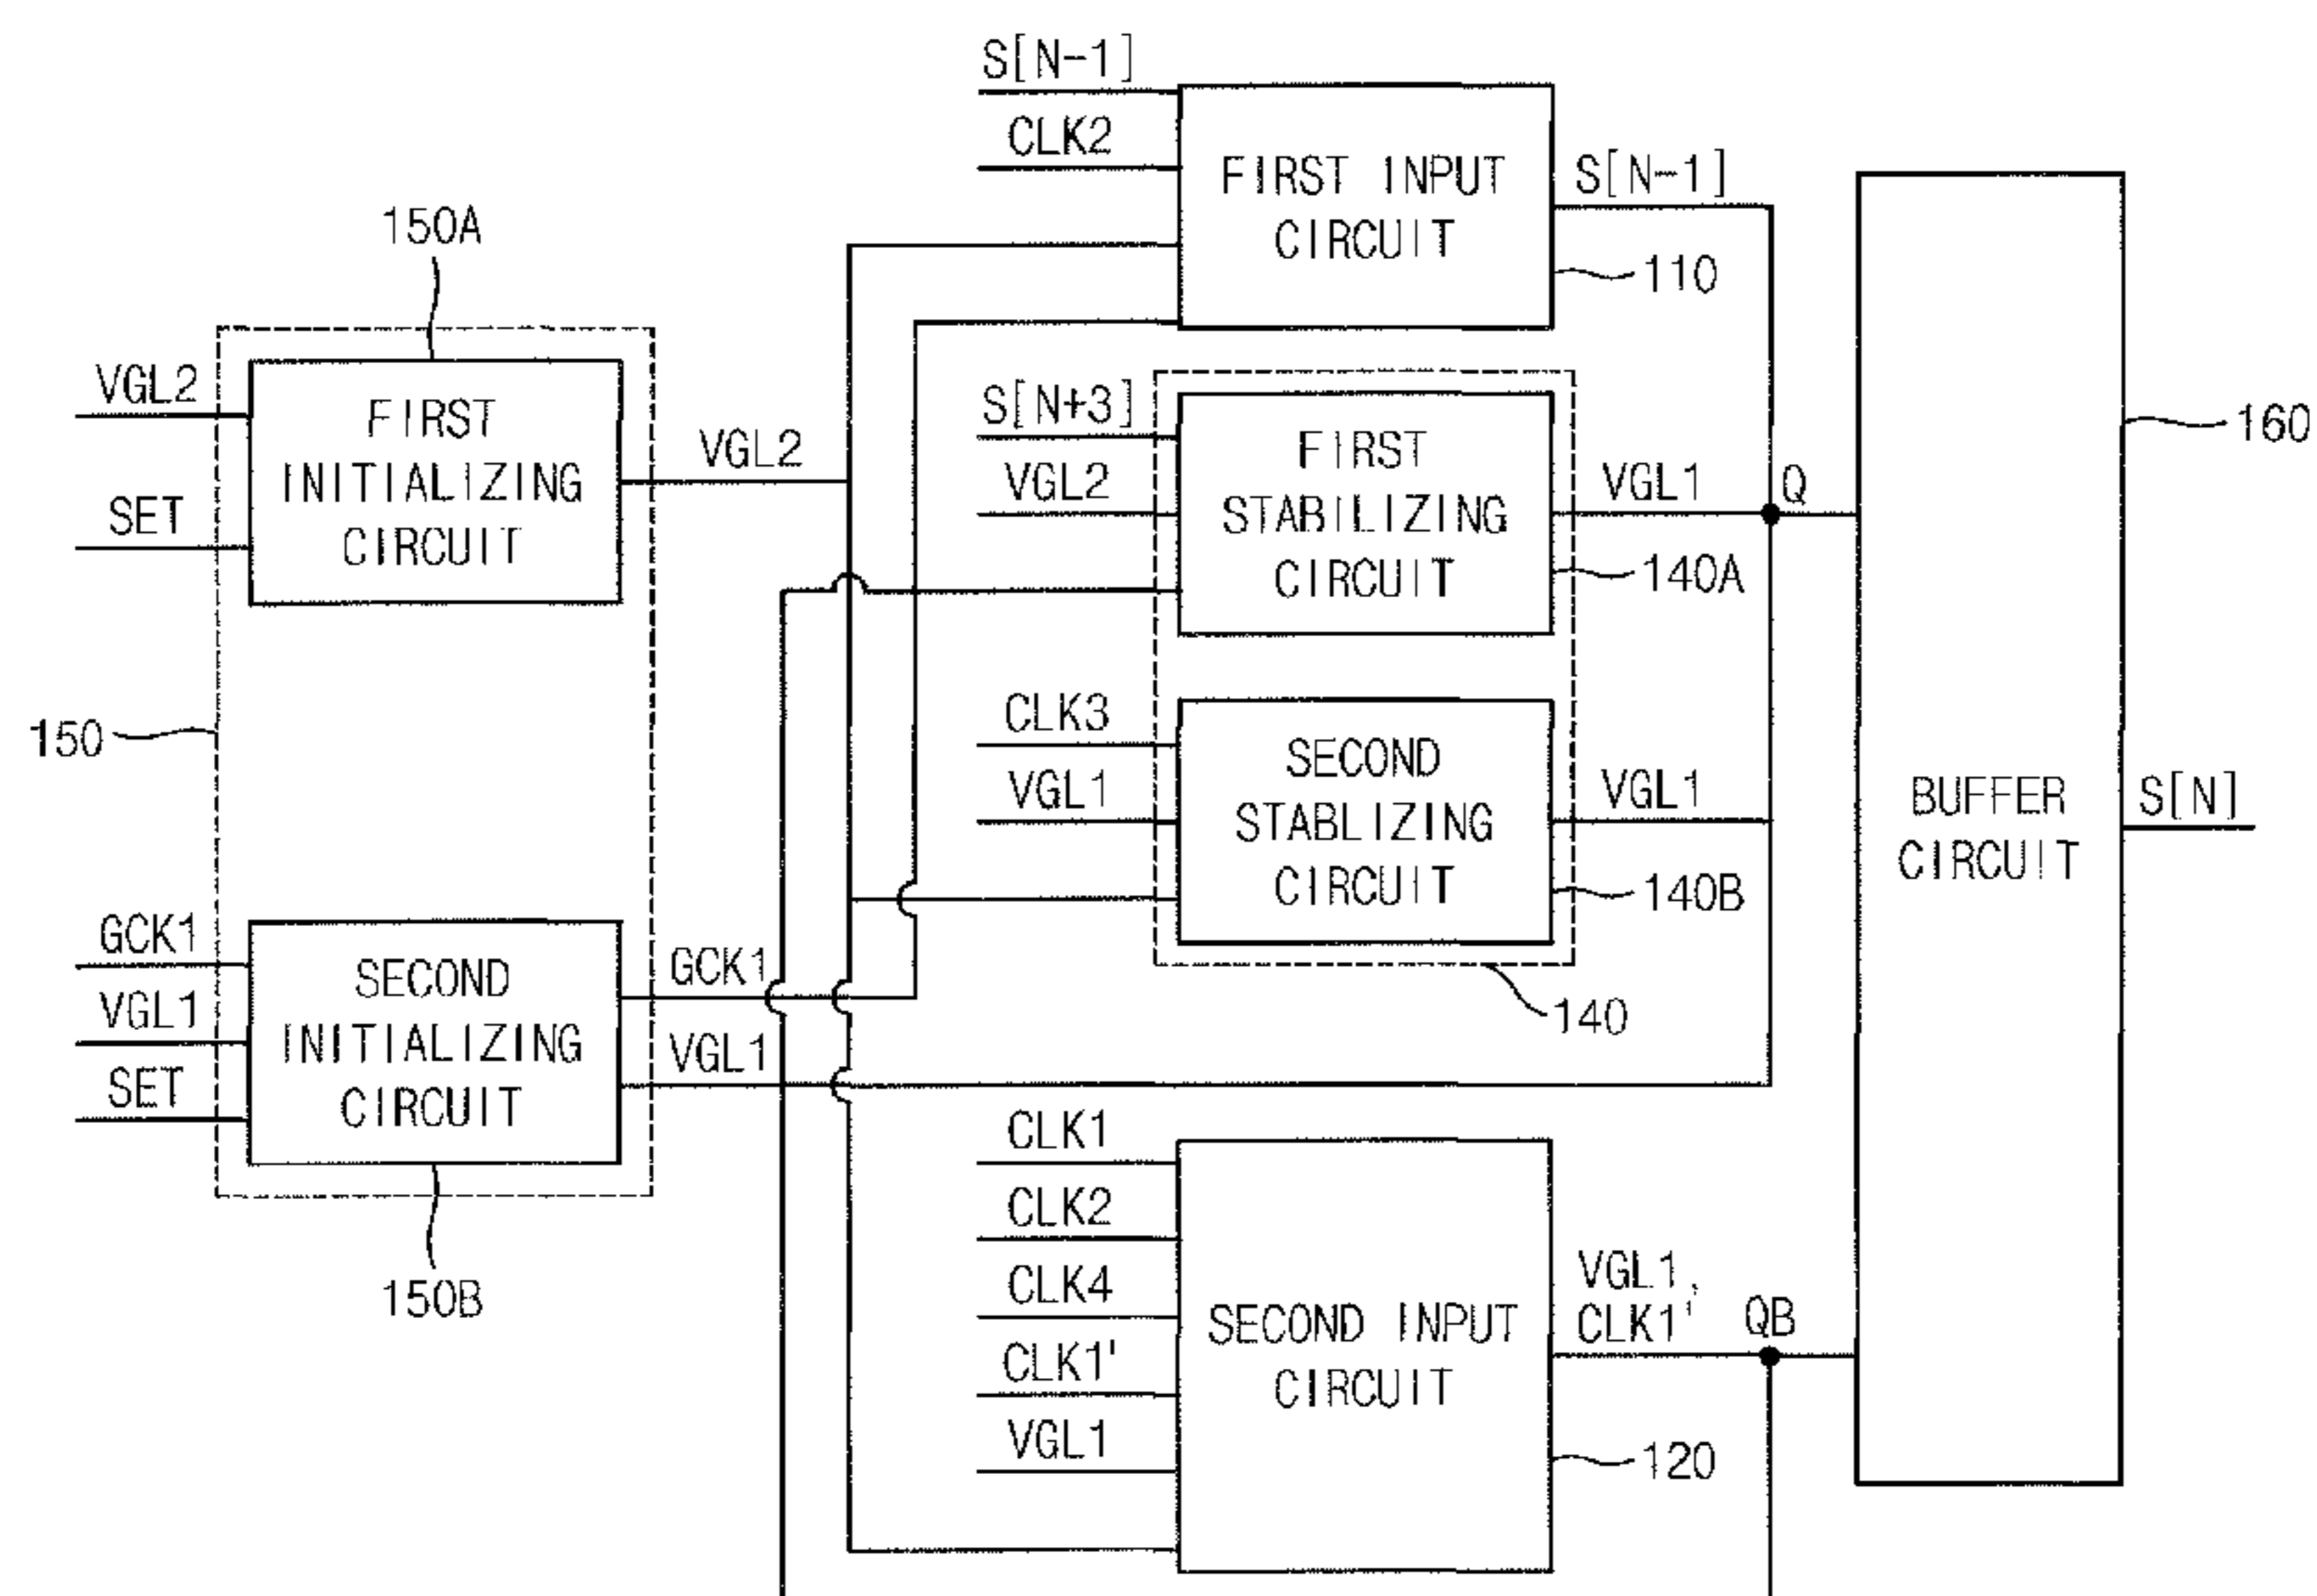 S[N-1]
CLK2
FIRST INPUT
CIRCUIT
S[N-1]
110
150A
VGL2
SET
FIRST
INITIALIZING
CIRCUIT
VGL2
S[N+3]
VGL2
FIRST
STABILIZING
CIRCUIT
VGL1
Q
140A
160
150
CLK3
VGL1
SECOND
STABLIZING
CIRCUIT
VGL1
140B
BUFFER
CIRCUIT
S[N]
GCK1
VGL1
SET
SECOND
INITIALIZING
CIRCUIT
GCK1
VGL1
140
150B
CLK1
CLK2
CLK4
CLK1'
VGL1
SECOND INPUT
CIRCUIT
VGL1,
CLK1'
QB
120